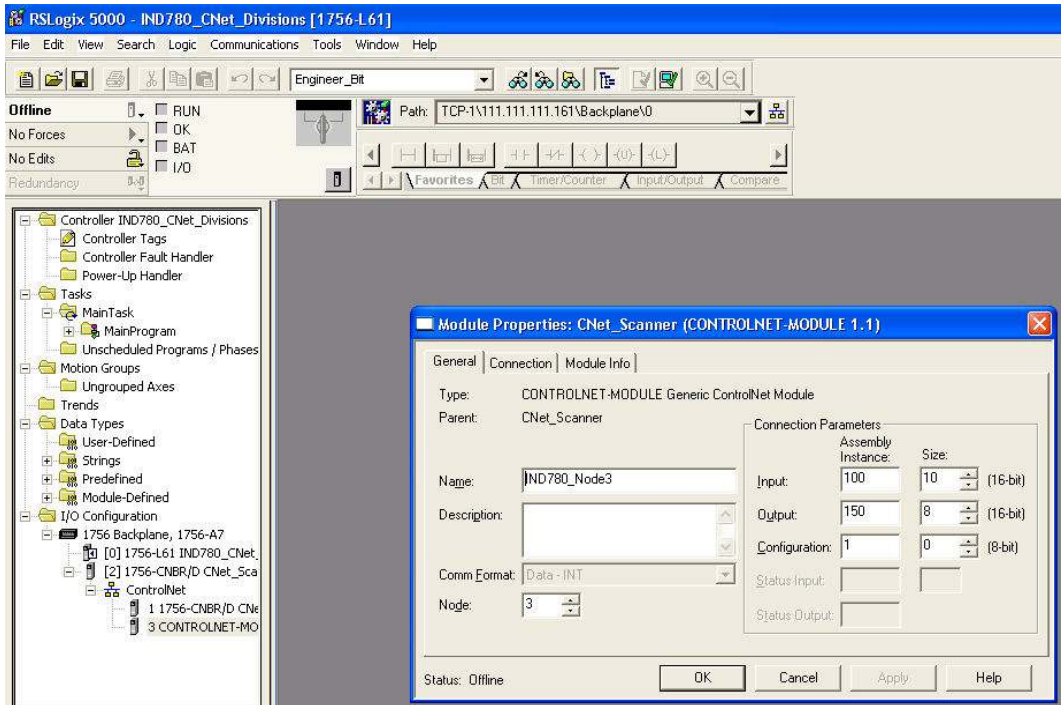 RSLogix 5000 - IND780_CNet_Divisions [1756-L61]
File Edit View Search Logic Communications Tools Window Help
Engineer_Bit
Offline
RUN
No Forces
OK
No Edits
BAT
Redundancy
I/O
Path: TCP-1\111.111.111.161\Backplane\0
Favorites Bit Timer/Counter Input/Output Compare
Controller IND780_CNet_Divisions
Controller Tags
Controller Fault Handler
Power-Up Handler
Tasks
MainTask
MainProgram
Unscheduled Programs / Phases
Motion Groups
Ungrouped Axes
Trends
Data Types
User-Defined
Strings
Predefined
Module-Defined
I/O Configuration
1756 Backplane, 1756-A7
[0] 1756-L61 IND780_CNet_
[2] 1756-CNBR/D CNet_Sca
ControlNet
1 1756-CNBR/D CNe
3 CONTROLNET-MO
Module Properties: CNet_Scanner (CONTROLNET-MODULE 1.1)
General Connection Module Info
Type: CONTROLNET-MODULE Generic ControlNet Module
Parent: CNet_Scanner
Name: IND780_Node3
Description:
Comm Format: Data - INT
Node: 3
Connection Parameters
Assembly Instance: Size:
Input: 100 10 (16-bit)
Output: 150 8 (16-bit)
Configuration: 1 0 (8-bit)
Status Input:
Status Output:
Status: Offline
OK Cancel Apply Help